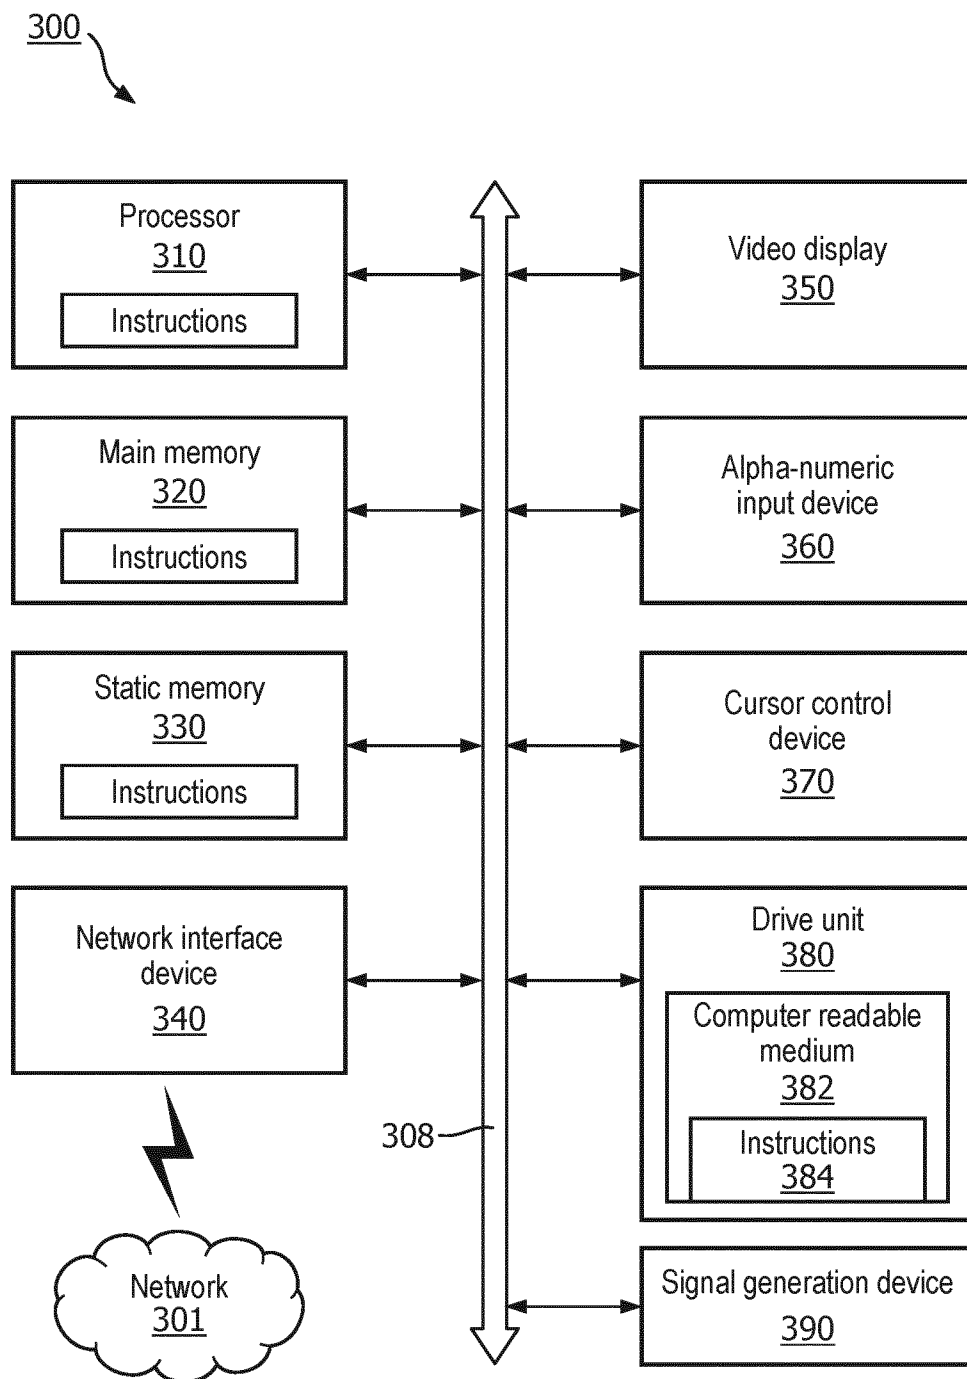 300
Processor
310
Instructions
Main memory
320
Instructions
Static memory
330
Instructions
Network interface
device
340
Network
301
308
Video display
350
Alpha-numeric
input device
360
Cursor control
device
370
Drive unit
380
Computer readable
medium
382
Instructions
384
Signal generation device
390